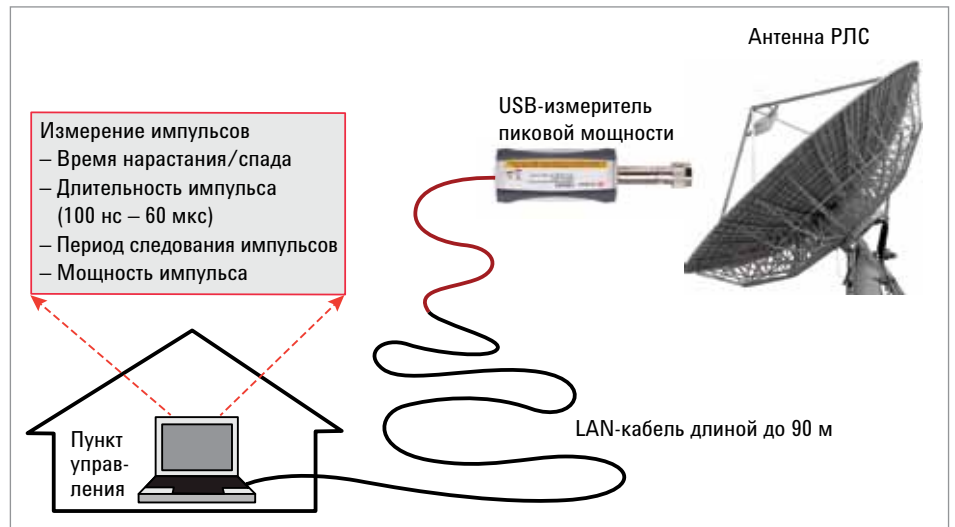 Антенна РЛС
USB-измеритель
пиковой мощности
Измерение импульсов
– Время нарастания/спада
– Длительность импульса
(100 нс – 60 мкс)
– Период следования импульсов
– Мощность импульса
LAN-кабель длиной до 90 м
Пункт
управ-
ления